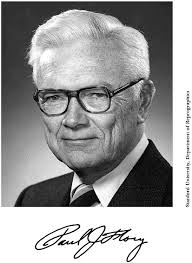 Stanford University, Department of Reprographics
Paul J Flory